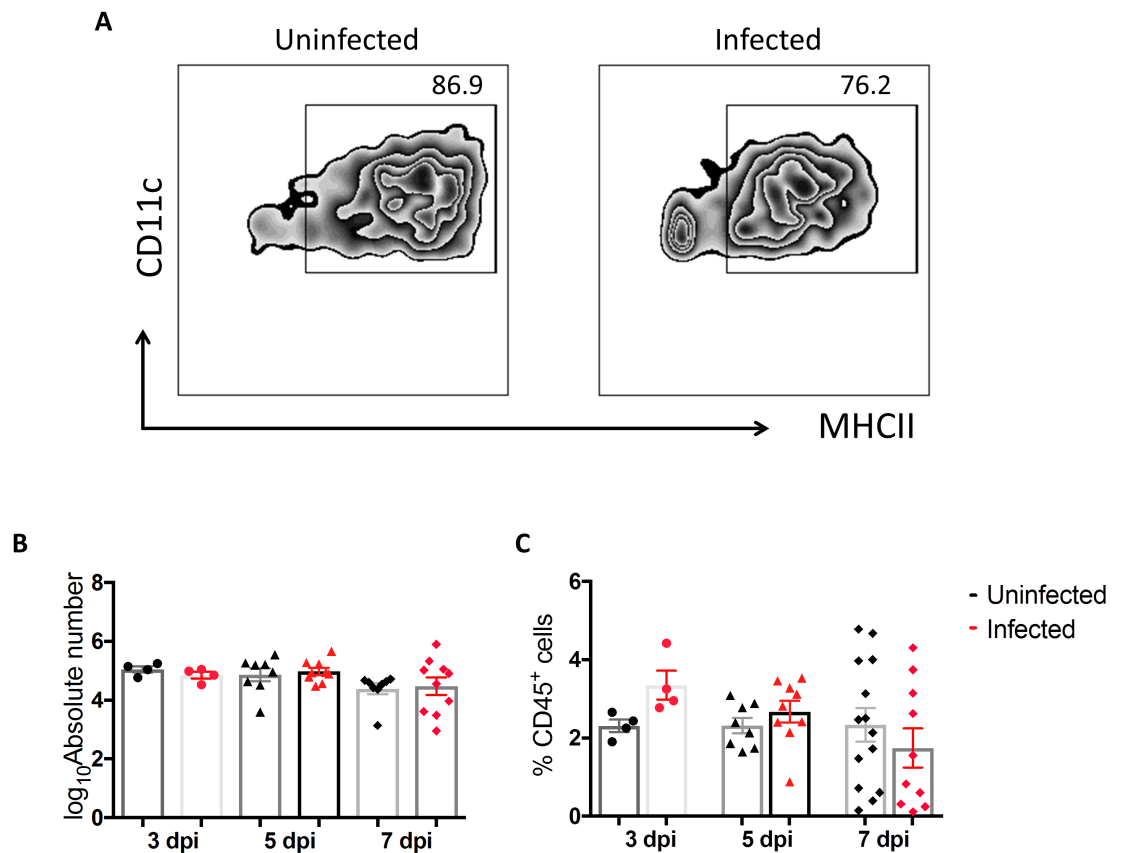 A
Uninfected
Infected
86.9
76.2
CD11c
MHCII
B
C
log10Absolute number
8
6
4
2
0
3 dpi
5 dpi
7 dpi
% CD45+ cells
6
4
2
0
3 dpi
5 dpi
7 dpi
Uninfected
Infected